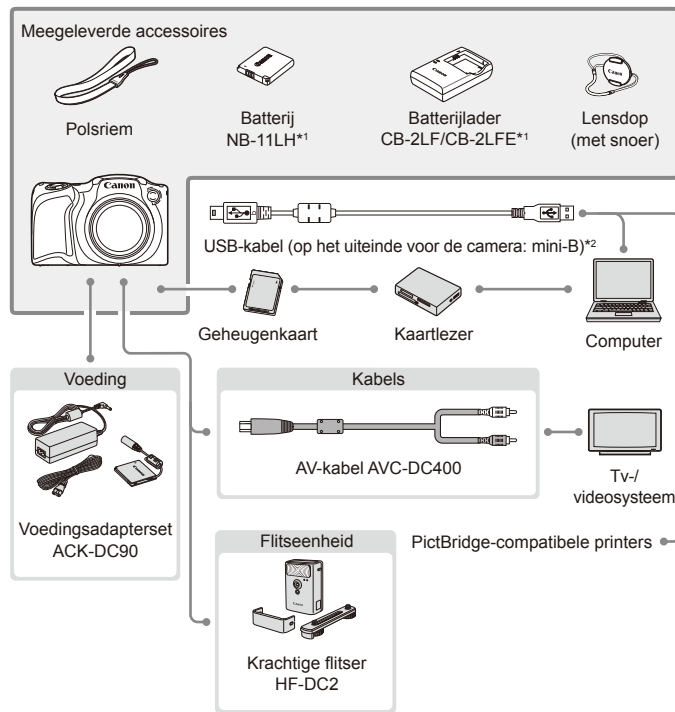 Meegeleverde accessoires
Polsriem
Batterij
NB-11LH*1
Batterijlader
CB-2LF/CB-2LFE*1
Lensdop
(met snoer)
Canon
USB-kabel (op het uiteinde voor de camera: mini-B)*2
Geheugenkaart
Kaartlezer
Computer
Voeding
Voedingsadapterset
ACK-DC90
Kabels
AV-kabel AVC-DC400
Tv-/
videosysteem
Flitseenheid
Krachtige flitser
HF-DC2
PictBridge-compatibele printers